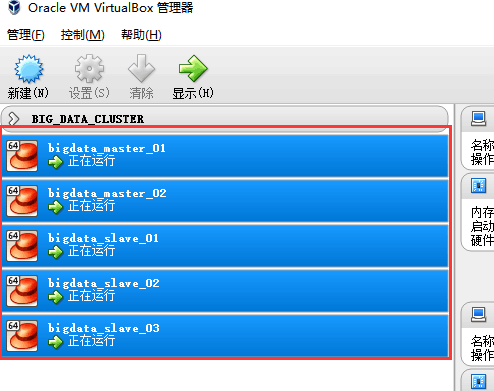 Oracle VM VirtualBox 管理器
管理(F) 控制(M) 帮助(H)
新建(N) 设置(S) 清除 显示(H)
BIG_DATA_CLUSTER
64 bigdata_master_01
正在运行
64 bigdata_master_02
正在运行
64 bigdata_slave_01
正在运行
64 bigdata_slave_02
正在运行
64 bigdata_slave_03
正在运行
名称
操作
内存
启动
硬件
名称
操作